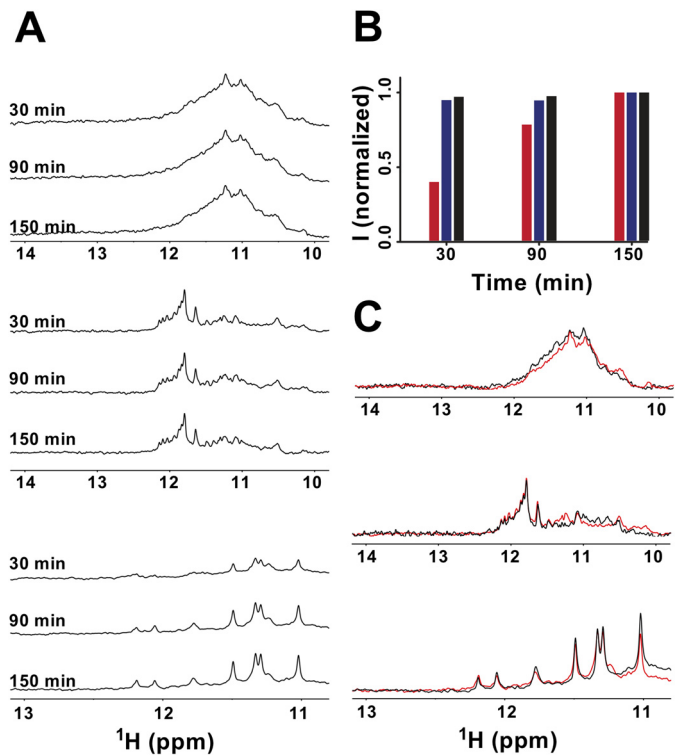 A
30 min
90 min
150 min
14 13 12 11 10
30 min
90 min
150 min
14 13 12 11 10
30 min
90 min
150 min
13 12 11
1H (ppm)
B
I (normalized)
1.0
0.5
0.0
30 90 150
Time (min)
C
14 13 12 11 10
14 13 12 11 10
13 12 11
1H (ppm)